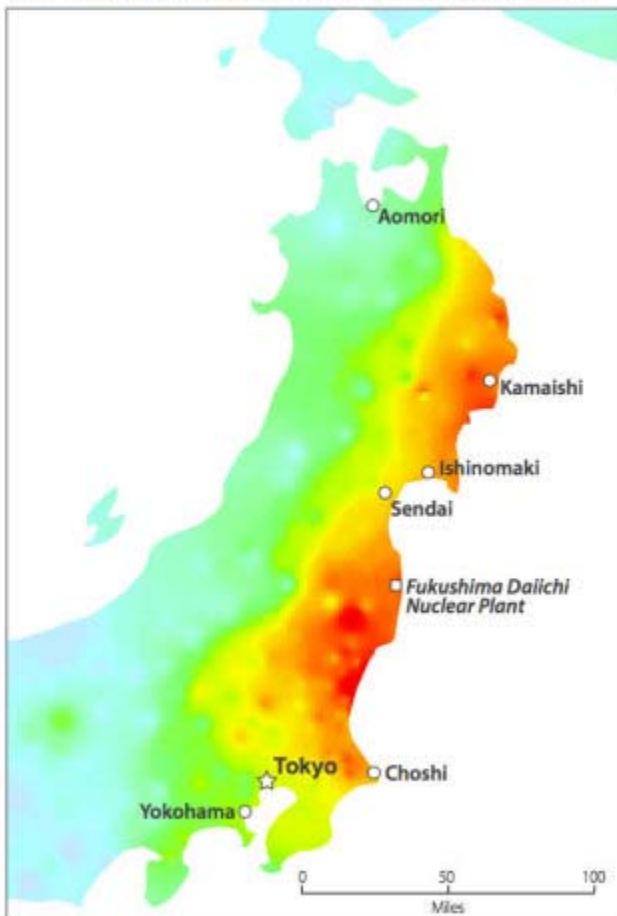 Aomori
Kamaishi
Ishinomaki
Sendai
Fukushima Daiichi
Nuclear Plant
Tokyo
Choshi
Yokohama
0 50 100
Miles